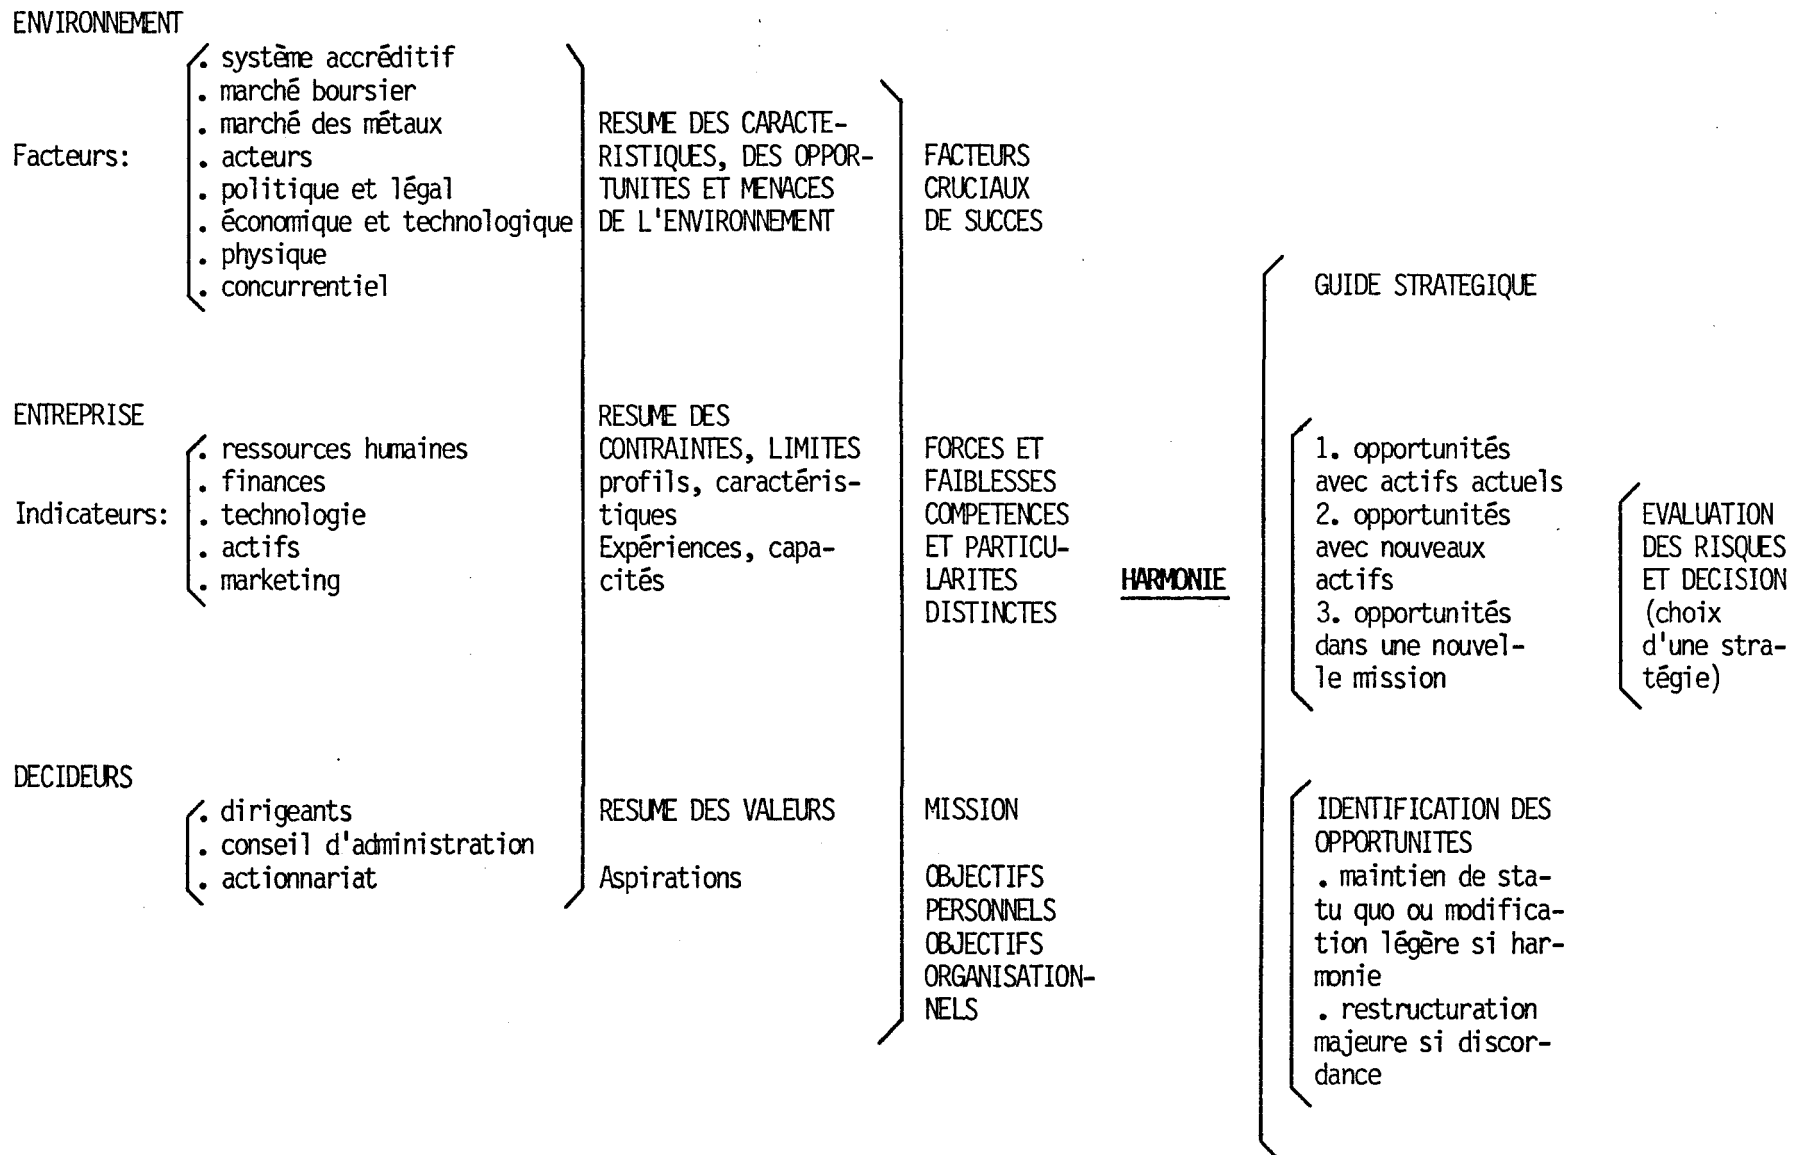 ENVIRONNEMENT
. système accréditif
. marché boursier
. marché des métaux
Facteurs:
. acteurs
. politique et légal
. économique et technologique
. physique
. concurrentiel
RESUME DES CARACTE-
RISTIQUES, DES OPPOR-
TUNITES ET MENACES
DE L'ENVIRONNEMENT
FACTEURS
CRUCIAUX
DE SUCCES
GUIDE STRATEGIQUE
ENTREPRISE
. ressources humaines
. finances
Indicateurs:
. technologie
. actifs
. marketing
RESUME DES
CONTRAINTES, LIMITES
profils, caractéris-
tiques
Expériences, capa-
cités
FORCES ET
FAIBLESSES
COMPETENCES
ET PARTICU-
LARITES
DISTINCTES
HARMONIE
1. opportunités
avec actifs actuels
2. opportunités
avec nouveaux
actifs
3. opportunités
dans une nouvel-
le mission
EVALUATION
DES RISQUES
ET DECISION
(choix
d'une stra-
tégie)
DECIDEURS
. dirigeants
. conseil d'administration
. actionnariat
RESUME DES VALEURS
Aspirations
MISSION
OBJECTIFS
PERSONNELS
OBJECTIFS
ORGANISATION-
NELS
IDENTIFICATION DES
OPPORTUNITES
. maintien de sta-
tu quo ou modifica-
tion légère si har-
monie
. restructuration
majeure si discor-
dance